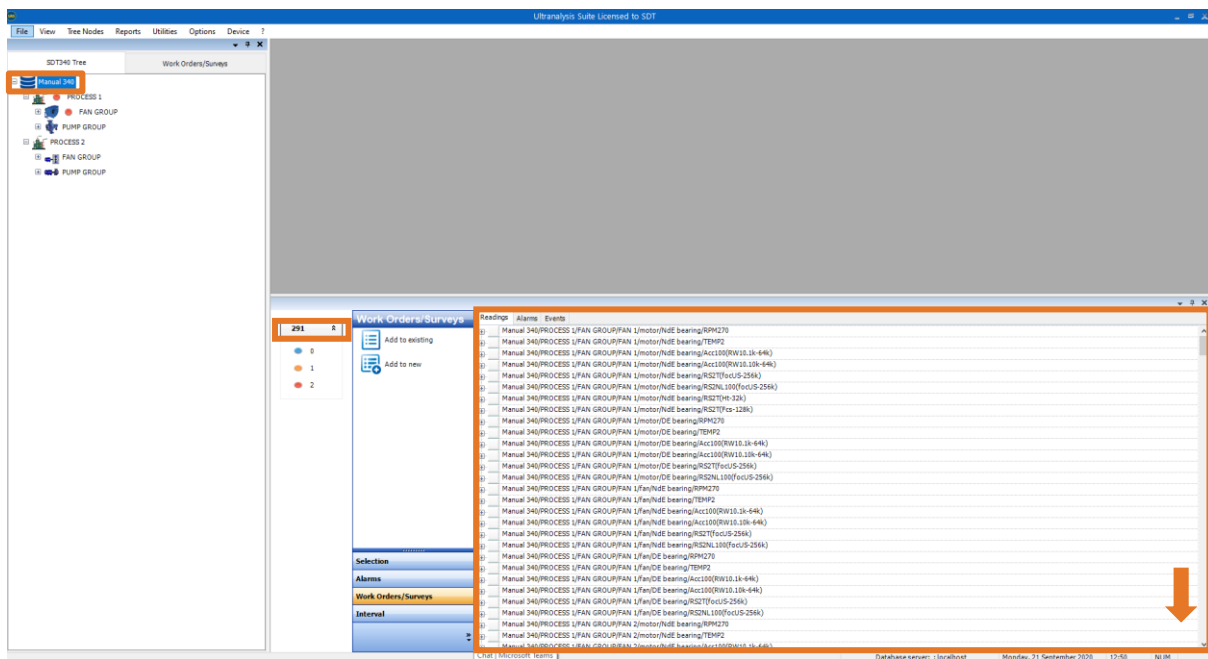 Ultranalysis Suite Licensed to SDT
File View Tree Nodes Reports Utilities Options Device ?
SDT340 Tree
Work Orders/Surveys
Manual 340
PROCESS 1
FAN GROUP
PUMP GROUP
PROCESS 2
FAN GROUP
PUMP GROUP
291
0
1
2
Work Orders/Surveys
Add to existing
Add to new
Selection
Alarms
Work Orders/Surveys
Interval
Readings Alarms Events
Manual 340/PROCESS 1/FAN GROUP/FAN 1/motor/NdE bearing/RPM270
Manual 340/PROCESS 1/FAN GROUP/FAN 1/motor/NdE bearing/TEMP2
Manual 340/PROCESS 1/FAN GROUP/FAN 1/motor/NdE bearing/Acc100(RW10.1k-64k)
Manual 340/PROCESS 1/FAN GROUP/FAN 1/motor/NdE bearing/Acc100(RW10.10k-64k)
Manual 340/PROCESS 1/FAN GROUP/FAN 1/motor/NdE bearing/RS2T(focUS-256k)
Manual 340/PROCESS 1/FAN GROUP/FAN 1/motor/NdE bearing/RS2NL100(focUS-256k)
Manual 340/PROCESS 1/FAN GROUP/FAN 1/motor/NdE bearing/RS2T(Ht-32k)
Manual 340/PROCESS 1/FAN GROUP/FAN 1/motor/NdE bearing/RS2T(Fcs-128k)
Manual 340/PROCESS 1/FAN GROUP/FAN 1/motor/DE bearing/RPM270
Manual 340/PROCESS 1/FAN GROUP/FAN 1/motor/DE bearing/TEMP2
Manual 340/PROCESS 1/FAN GROUP/FAN 1/motor/DE bearing/Acc100(RW10.1k-64k)
Manual 340/PROCESS 1/FAN GROUP/FAN 1/motor/DE bearing/Acc100(RW10.10k-64k)
Manual 340/PROCESS 1/FAN GROUP/FAN 1/motor/DE bearing/RS2T(focUS-256k)
Manual 340/PROCESS 1/FAN GROUP/FAN 1/motor/DE bearing/RS2NL100(focUS-256k)
Manual 340/PROCESS 1/FAN GROUP/FAN 1/fan/NdE bearing/RPM270
Manual 340/PROCESS 1/FAN GROUP/FAN 1/fan/NdE bearing/TEMP2
Manual 340/PROCESS 1/FAN GROUP/FAN 1/fan/NdE bearing/Acc100(RW10.1k-64k)
Manual 340/PROCESS 1/FAN GROUP/FAN 1/fan/NdE bearing/Acc100(RW10.10k-64k)
Manual 340/PROCESS 1/FAN GROUP/FAN 1/fan/NdE bearing/RS2T(focUS-256k)
Manual 340/PROCESS 1/FAN GROUP/FAN 1/fan/NdE bearing/RS2NL100(focUS-256k)
Manual 340/PROCESS 1/FAN GROUP/FAN 1/fan/DE bearing/RPM270
Manual 340/PROCESS 1/FAN GROUP/FAN 1/fan/DE bearing/TEMP2
Manual 340/PROCESS 1/FAN GROUP/FAN 1/fan/DE bearing/Acc100(RW10.1k-64k)
Manual 340/PROCESS 1/FAN GROUP/FAN 1/fan/DE bearing/Acc100(RW10.10k-64k)
Manual 340/PROCESS 1/FAN GROUP/FAN 1/fan/DE bearing/RS2T(focUS-256k)
Manual 340/PROCESS 1/FAN GROUP/FAN 1/fan/DE bearing/RS2NL100(focUS-256k)
Manual 340/PROCESS 1/FAN GROUP/FAN 2/motor/NdE bearing/RPM270
Manual 340/PROCESS 1/FAN GROUP/FAN 2/motor/NdE bearing/TEMP2
Manual 340/PROCESS 1/FAN GROUP/FAN 2/motor/NdE bearing/Acc100(RW10.1k-64k)
Chat | Microsoft Teams
Database server: : localhost Monday, 21 September 2020 12:50 NUM